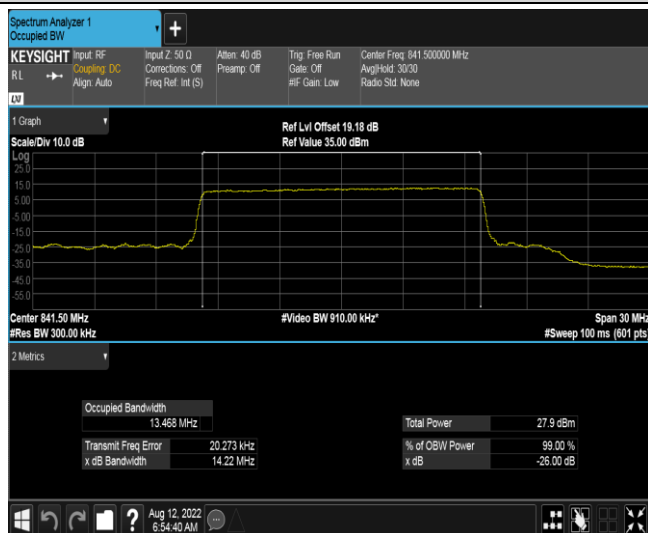 Spectrum Analyzer 1
Occupied BW
KEYSIGHT
RL
LXI
Input: RF
Coupling: DC
Align: Auto
Input Z: 50 Ω
Corrections: Off
Freq Ref: Int (S)
Atten: 40 dB
Preamp: Off
Trig: Free Run
Gate: Off
#IF Gain: Low
Center Freq: 841.500000 MHz
Avg|Hold: 30/30
Radio Std: None
1 Graph
Scale/Div 10.0 dB
Ref Lvl Offset 19.18 dB
Ref Value 35.00 dBm
Log
25.0
15.0
5.00
-5.00
-15.0
-25.0
-35.0
-45.0
-55.0
Center 841.50 MHz
#Res BW 300.00 kHz
#Video BW 910.00 kHz*
Span 30 MHz
#Sweep 100 ms (601 pts)
2 Metrics
Occupied Bandwidth
13.468 MHz
Transmit Freq Error 20.273 kHz
x dB Bandwidth 14.22 MHz
Total Power 27.9 dBm
% of OBW Power 99.00 %
x dB -26.00 dB
?
Aug 12, 2022
6:54:40 AM